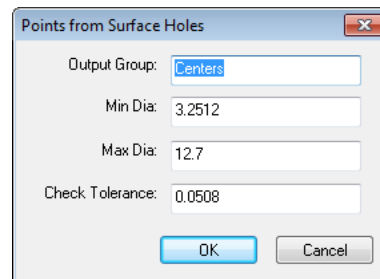 Points from Surface Holes
Output Group: Centers
Min Dia: 3.2512
Max Dia: 12.7
Check Tolerance: 0.0508
OK Cancel